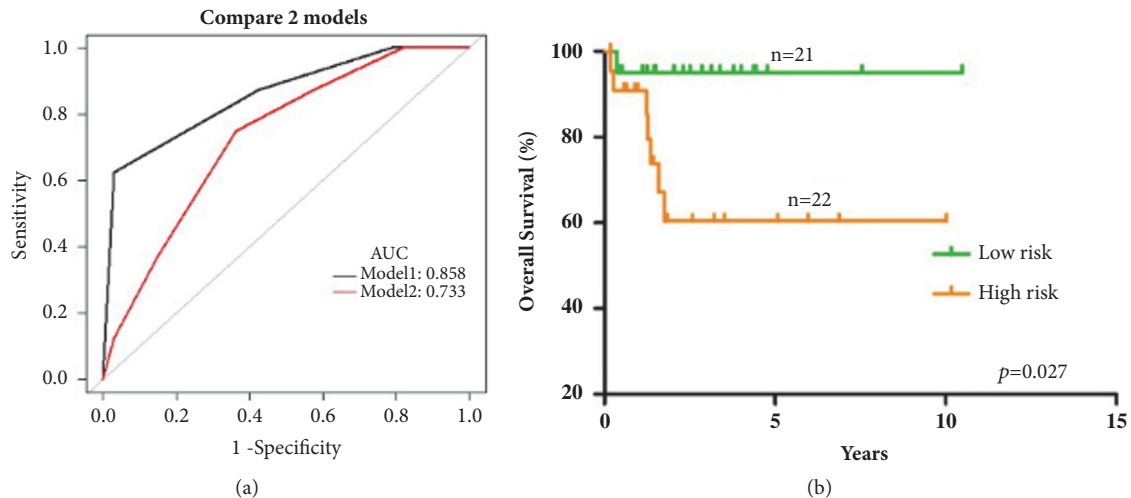 Compare 2 models
1.0
0.8
0.6
0.4
0.2
0.0
Sensitivity
AUC
Model1: 0.858
Model2: 0.733
0.0 0.2 0.4 0.6 0.8 1.0
1 -Specificity
(a)
100
80
60
40
20
Overall Survival (%)
n=21
n=22
Low risk
High risk
p=0.027
0 5 10 15
Years
(b)